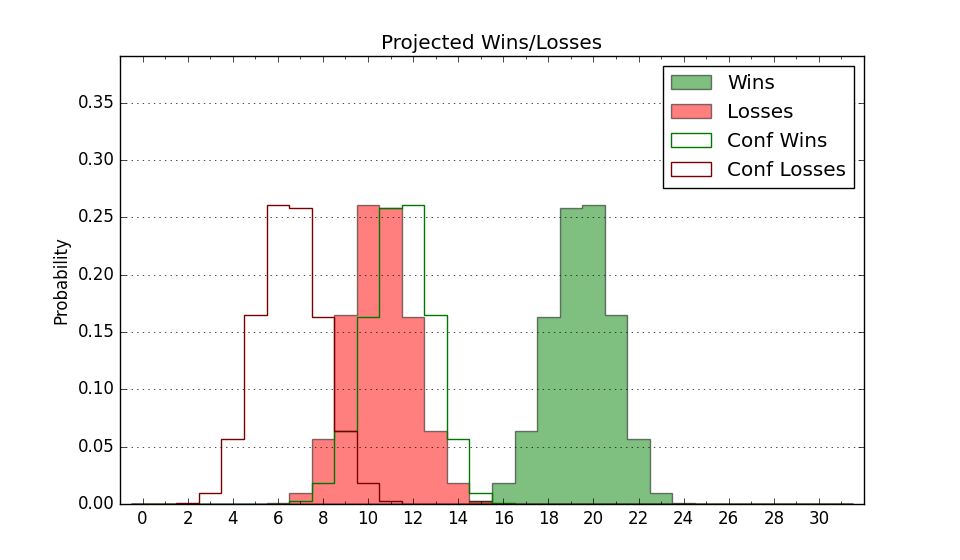 Projected Wins/Losses
Wins
Losses
Conf Wins
Conf Losses
Probability
0.35
0.30
0.25
0.20
0.15
0.10
0.05
0.00
0 2 4 6 8 10 12 14 16 18 20 22 24 26 28 30